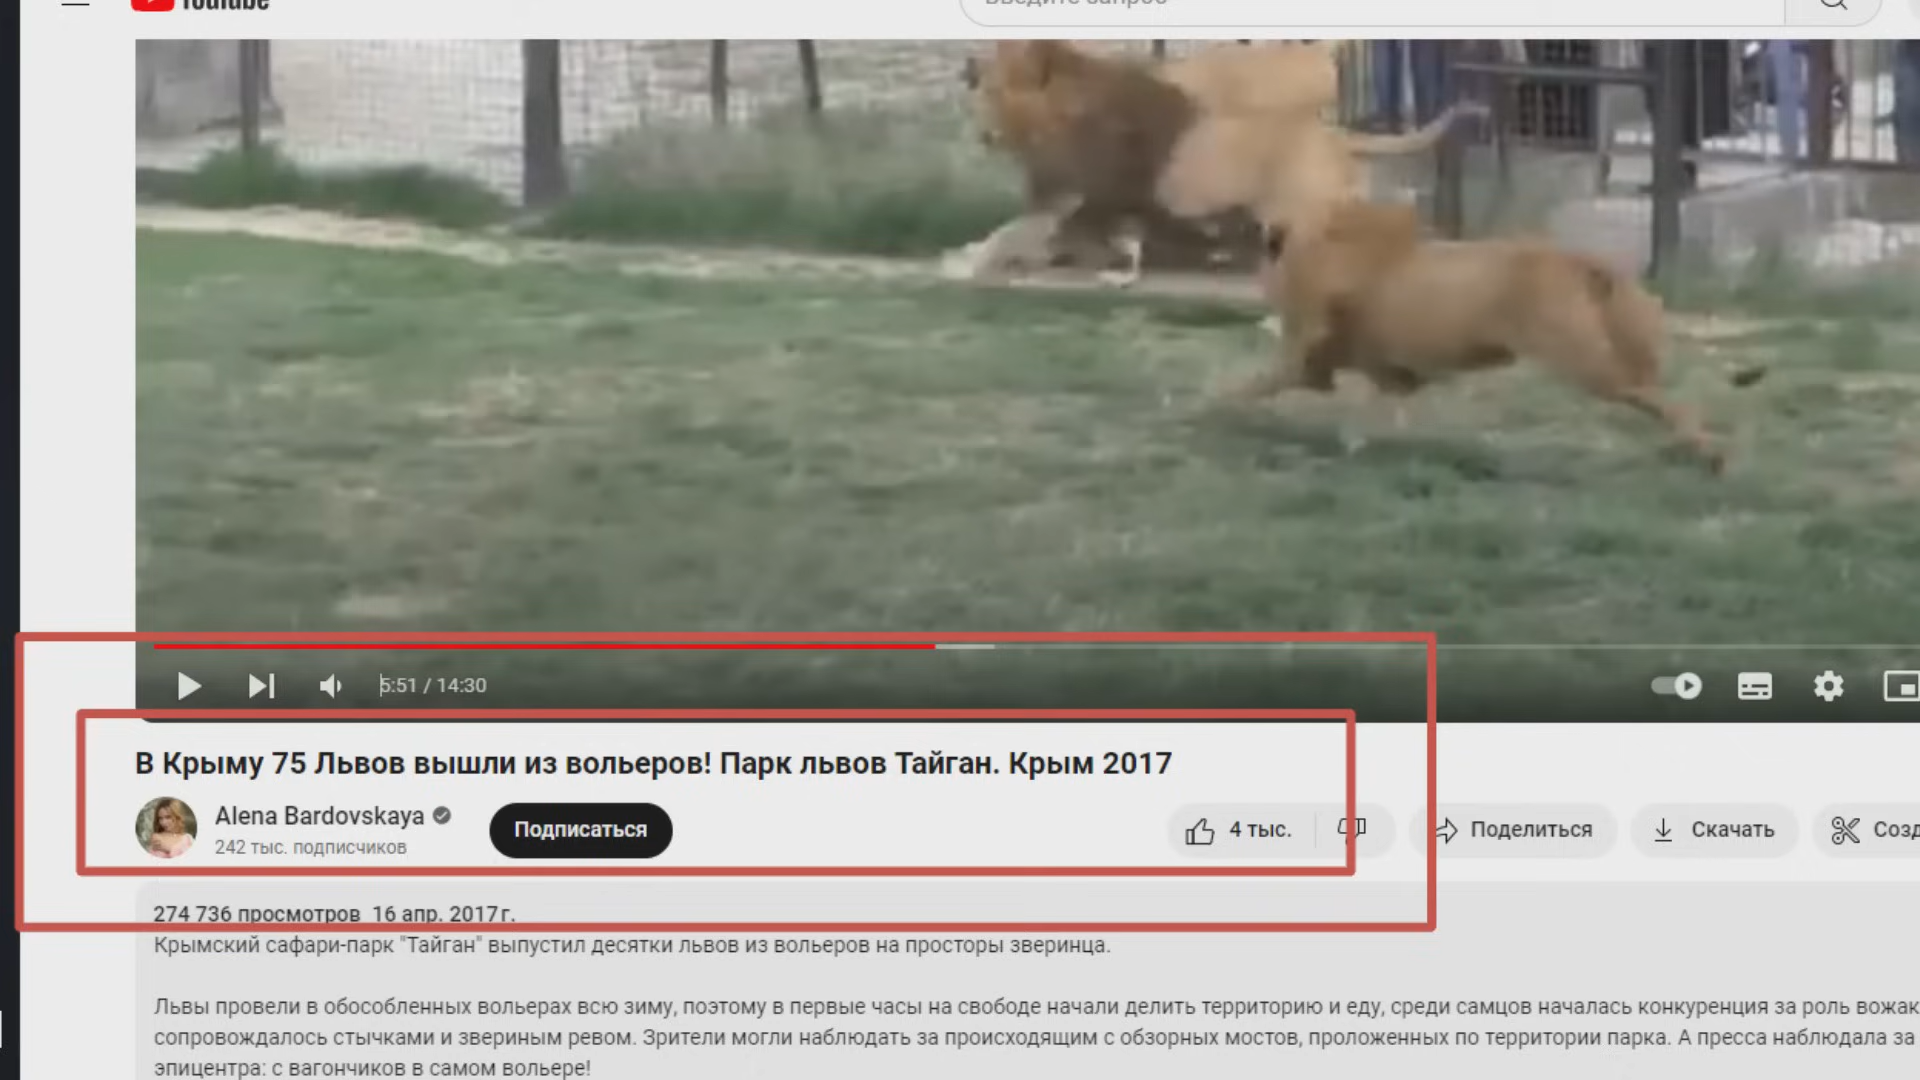 YouTube
Введите запрос
5:51 / 14:30
В Крыму 75 Львов вышли из вольеров! Парк львов Тайган. Крым 2017
Alena Bardovskaya
242 тыс. подписчиков
Подписаться
4 тыс.
Поделиться
Скачать
274 736 просмотров 16 апр. 2017 г.
Крымский сафари-парк "Тайган" выпустил десятки львов из вольеров на просторы зверинца.
Львы провели в обособленных вольерах всю зиму, поэтому в первые часы на свободе начали делить территорию и еду, среди самцов началась конкуренция за роль вожак
сопровождалось стычками и звериным ревом. Зрители могли наблюдать за происходящим с обзорных мостов, проложенных по территории парка. А пресса наблюдала за
эпицентра: с вагончиков в самом вольере!